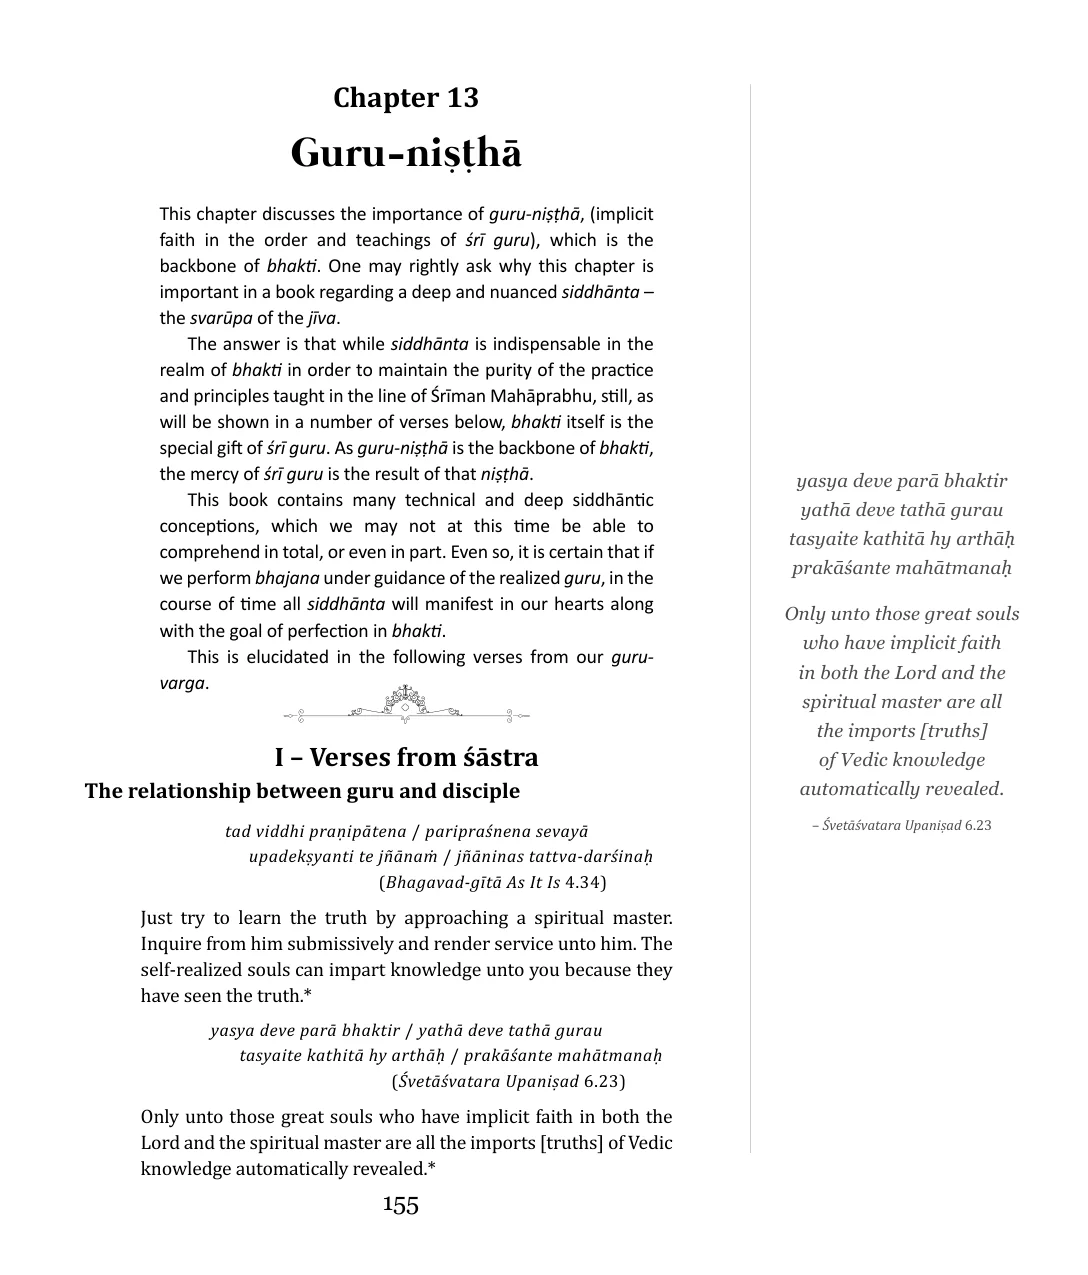 Chapter 13
Guru-niṣṭhā
This chapter discusses the importance of guru-niṣṭhā, (implicit
faith in the order and teachings of śrī guru), which is the
backbone of bhakti. One may rightly ask why this chapter is
important in a book regarding a deep and nuanced siddhānta –
the svarūpa of the jīva.
The answer is that while siddhānta is indispensable in the
realm of bhakti in order to maintain the purity of the practice
and principles taught in the line of Śrīman Mahāprabhu, still, as
will be shown in a number of verses below, bhakti itself is the
special gift of śrī guru. As guru-niṣṭhā is the backbone of bhakti,
the mercy of śrī guru is the result of that niṣṭhā.
This book contains many technical and deep siddhāntic
conceptions, which we may not at this time be able to
comprehend in total, or even in part. Even so, it is certain that if
we perform bhajana under guidance of the realized guru, in the
course of time all siddhānta will manifest in our hearts along
with the goal of perfection in bhakti.
This is elucidated in the following verses from our guru-
varga.
I – Verses from śāstra
The relationship between guru and disciple
tad viddhi praṇipātena / paripraśnena sevayā
upadekṣyanti te jñānaṁ / jñāninas tattva-darśinaḥ
(Bhagavad-gītā As It Is 4.34)
Just try to learn the truth by approaching a spiritual master.
Inquire from him submissively and render service unto him. The
self-realized souls can impart knowledge unto you because they
have seen the truth.*
yasya deve parā bhaktir / yathā deve tathā gurau
tasyaite kathitā hy arthāḥ / prakāśante mahātmanaḥ
(Śvetāśvatara Upaniṣad 6.23)
Only unto those great souls who have implicit faith in both the
Lord and the spiritual master are all the imports [truths] of Vedic
knowledge automatically revealed.*
155
yasya deve parā bhaktir
yathā deve tathā gurau
tasyaite kathitā hy arthāḥ
prakāśante mahātmanaḥ
Only unto those great souls
who have implicit faith
in both the Lord and the
spiritual master are all
the imports [truths]
of Vedic knowledge
automatically revealed.
– Śvetāśvatara Upaniṣad 6.23